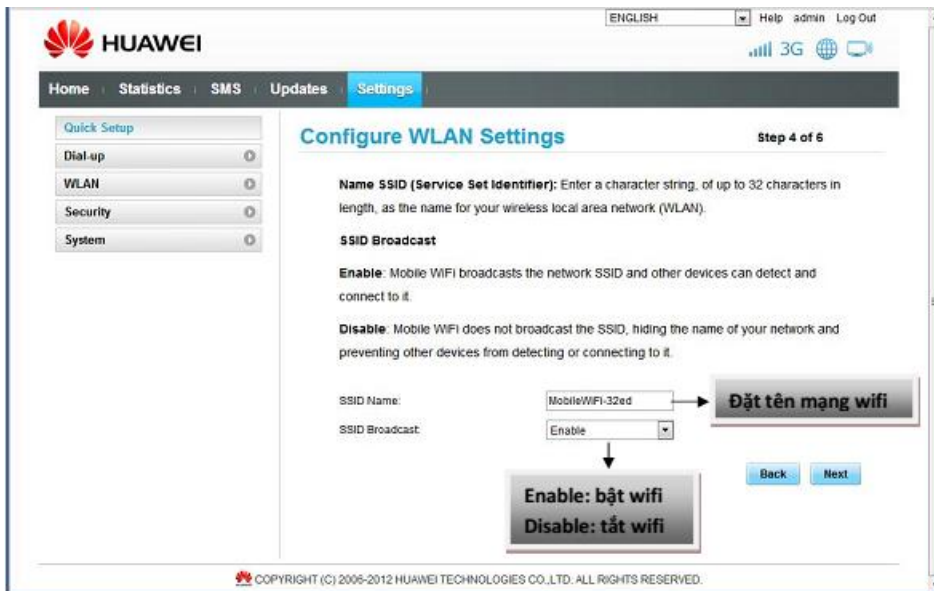 ENGLISH Help admin Log Out
HUAWEI
3G
Home Statistics SMS Updates Settings
Quick Setup
Dial-up
WLAN
Security
System
Configure WLAN Settings Step 4 of 6
Name SSID (Service Set Identifier): Enter a character string, of up to 32 characters in
length, as the name for your wireless local area network (WLAN).
SSID Broadcast
Enable: Mobile WiFi broadcasts the network SSID and other devices can detect and
connect to it.
Disable: Mobile WiFi does not broadcast the SSID, hiding the name of your network and
preventing other devices from detecting or connecting to it.
SSID Name: MobileWiFi-32ed Đặt tên mạng wifi
SSID Broadcast: Enable
Back Next
Enable: bật wifi
Disable: tắt wifi
COPYRIGHT (C) 2006-2012 HUAWEI TECHNOLOGIES CO.,LTD. ALL RIGHTS RESERVED.